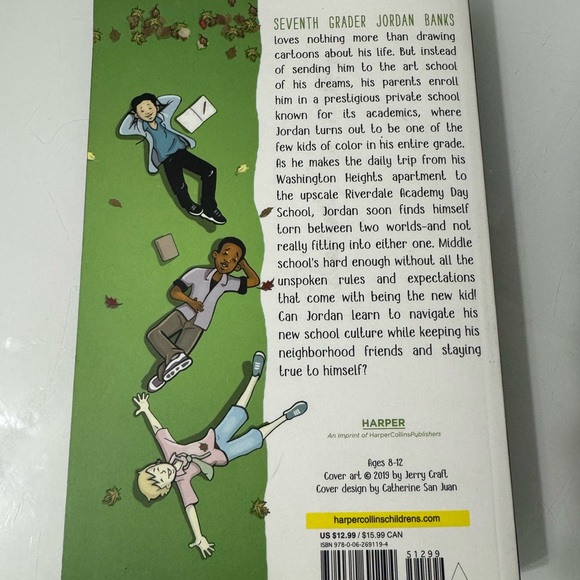 SEVENTH GRADER JORDAN BANKS
loves nothing more than drawing
cartoons about his life. But instead
of sending him to the art school
of his dreams, his parents enroll
him in a prestigious private school
known for its academics, where
Jordan turns out to be one of the
few kids of color in his entire grade.
As he makes the daily trip from his
Washington Heights apartment to
the upscale Riverdale Academy Day
School, Jordan soon finds himself
torn between two worlds—and not
really fitting into either one. Middle
school's hard enough without all the
unspoken rules and expectations
that come with being the new kid!
Can Jordan learn to navigate his
new school culture while keeping his
neighborhood friends and staying
true to himself?
HARPER
An Imprint of HarperCollinsPublishers
Ages 8-12
Cover art © 2019 by Jerry Craft
Cover design by Catherine San Juan
harpercollinschildrens.com
US $12.99 / $15.99 CAN
ISBN 978-0-06-269119-4
51299